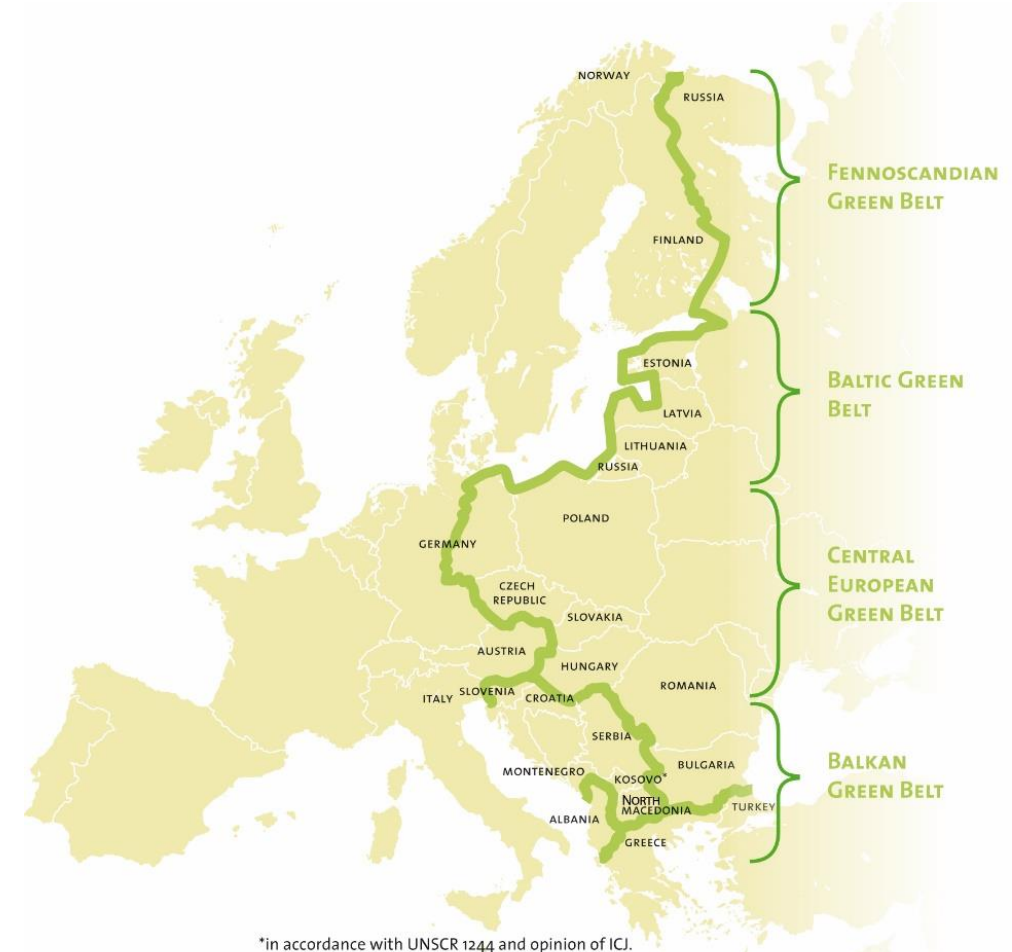 NORWAY
RUSSIA
FENNOSCANDIAN
GREEN BELT
FINLAND
ESTONIA
BALTIC GREEN
BELT
LATVIA
LITHUANIA
RUSSIA
POLAND
GERMANY
CENTRAL
EUROPEAN
GREEN BELT
CZECH
REPUBLIC
SLOVAKIA
AUSTRIA
HUNGARY
ROMANIA
ITALY
SLOVENIA
CROATIA
SERBIA
BULGARIA
BALKAN
GREEN BELT
MONTENEGRO
KOSOVO*
NORTH
MACEDONIA
TURKEY
ALBANIA
GREECE
*in accordance with UNSCR 1244 and opinion of ICJ.